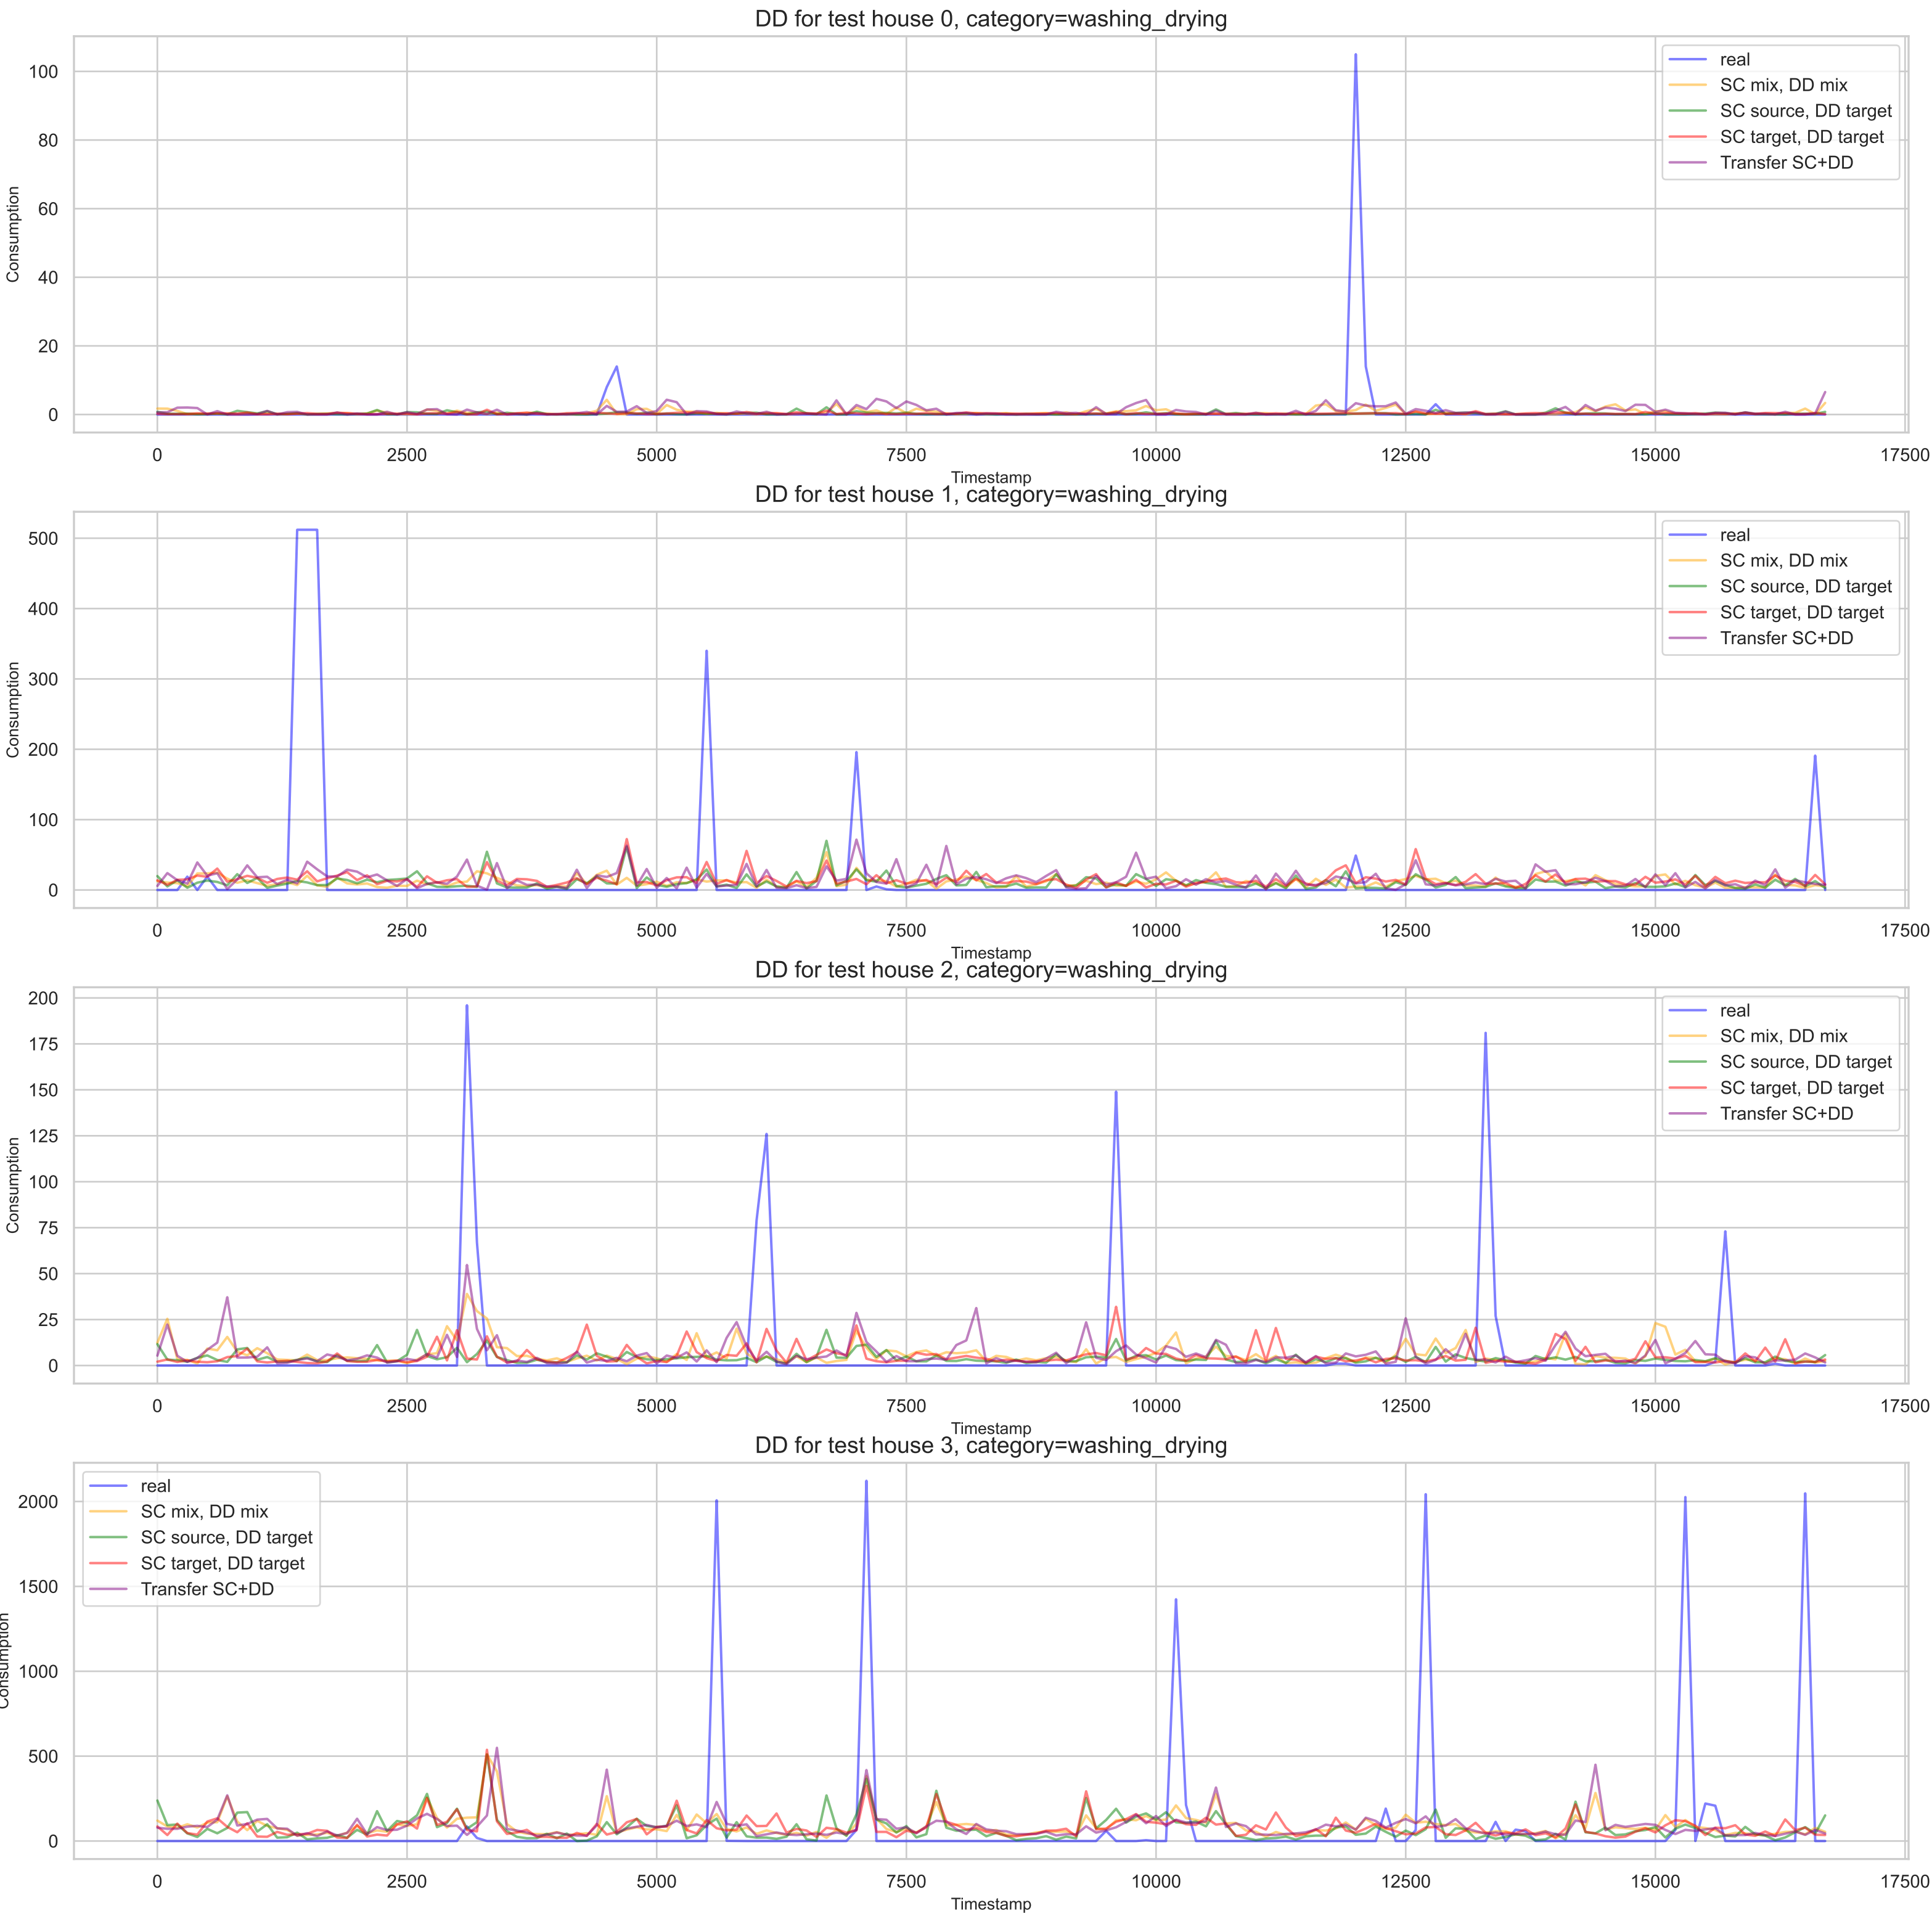 DD for test house 0, category=washing_drying
100
80
60
40
20
0
Consumption
real
SC mix, DD mix
SC source, DD target
SC target, DD target
Transfer SC+DD
0 2500 5000 7500 10000 12500 15000 17500
Timestamp
DD for test house 1, category=washing_drying
500
400
300
200
100
0
Consumption
real
SC mix, DD mix
SC source, DD target
SC target, DD target
Transfer SC+DD
0 2500 5000 7500 10000 12500 15000 17500
Timestamp
DD for test house 2, category=washing_drying
200
175
150
125
100
75
50
25
0
Consumption
real
SC mix, DD mix
SC source, DD target
SC target, DD target
Transfer SC+DD
0 2500 5000 7500 10000 12500 15000 17500
Timestamp
DD for test house 3, category=washing_drying
2000
1500
1000
500
0
Consumption
real
SC mix, DD mix
SC source, DD target
SC target, DD target
Transfer SC+DD
0 2500 5000 7500 10000 12500 15000 17500
Timestamp